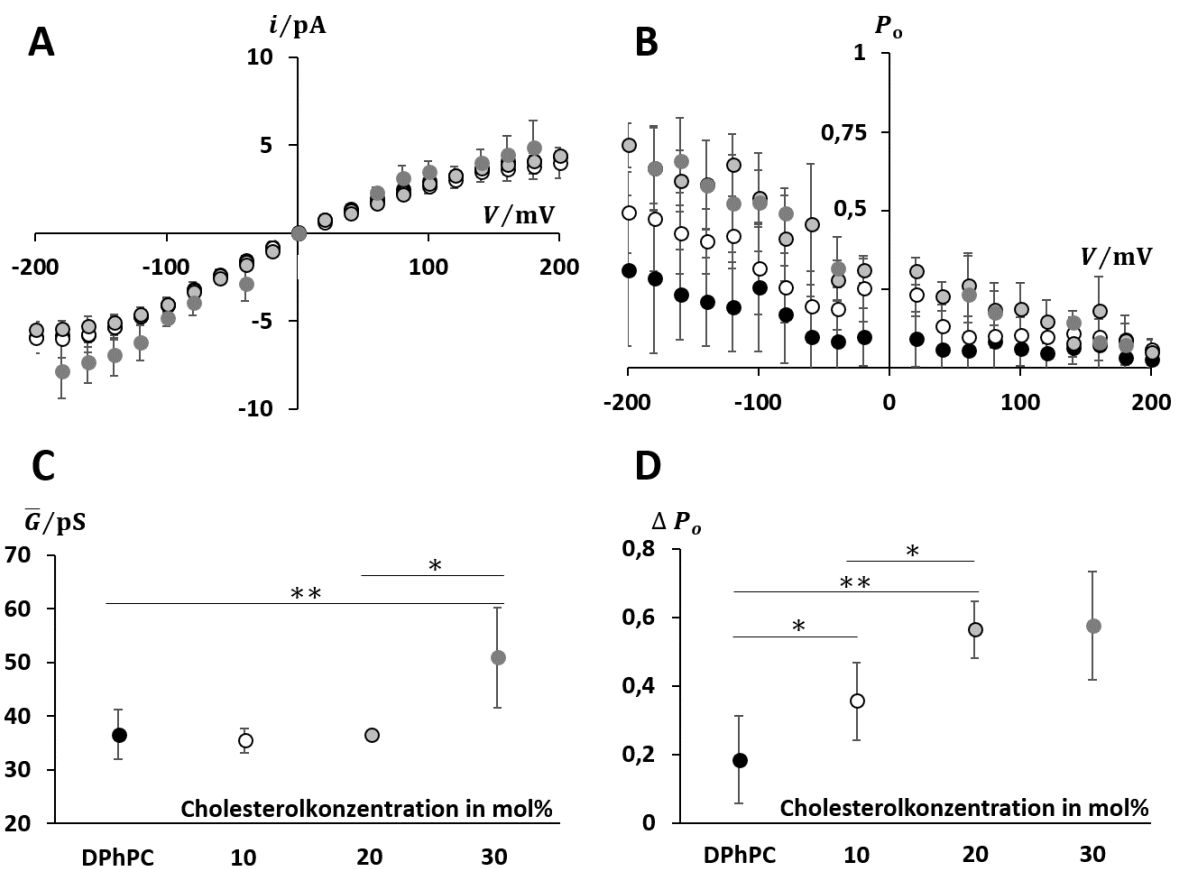 A
i/pA
10
5
V/mV
-200
-100
100
200
-5
-10
B
Pₒ
1
0,75
0,5
V/mV
-200
-100
0
100
200
C
G̅/pS
70
60
50
40
30
20
*
**
Cholesterolkonzentration in mol%
DPhPC
10
20
30
D
Δ Pₒ
0,8
0,6
0,4
0,2
0
*
**
*
Cholesterolkonzentration in mol%
DPhPC
10
20
30